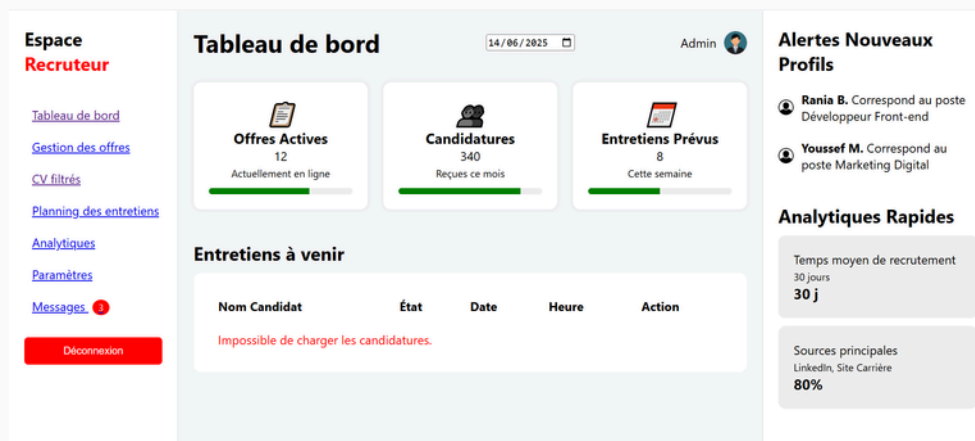 Espace
Recruteur
Tableau de bord
Gestion des offres
CV filtrés
Planning des entretiens
Analytiques
Paramètres
Messages 3
Déconnexion
Tableau de bord
14/06/2025
Admin
Offres Actives
12
Actuellement en ligne
Candidatures
340
Reçues ce mois
Entretiens Prévus
8
Cette semaine
Entretiens à venir
Nom Candidat État Date Heure Action
Impossible de charger les candidatures.
Alertes Nouveaux
Profils
Rania B. Correspond au poste
Développeur Front-end
Youssef M. Correspond au
poste Marketing Digital
Analytiques Rapides
Temps moyen de recrutement
30 jours
30 j
Sources principales
LinkedIn, Site Carrière
80%